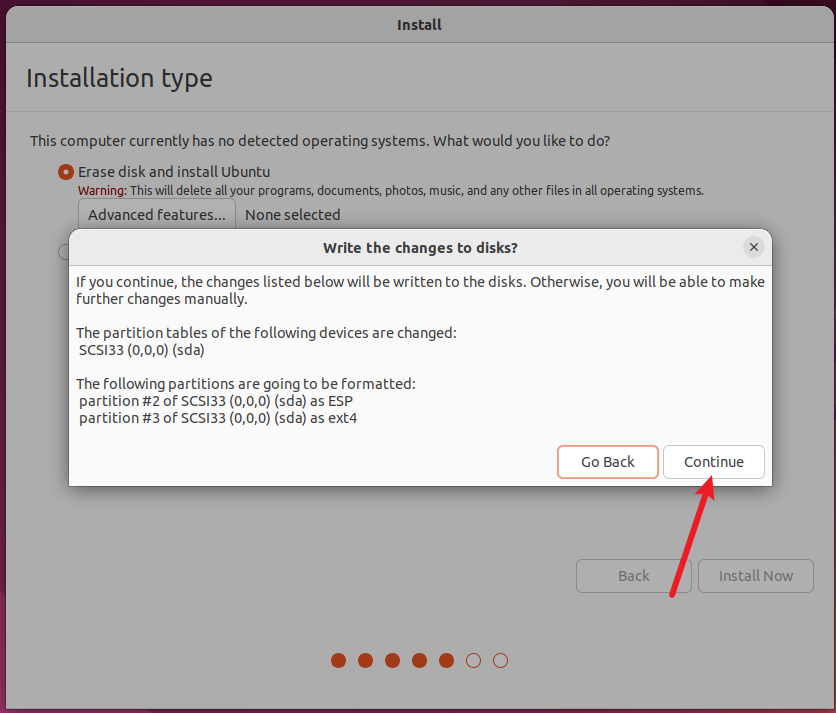 Install
Installation type
This computer currently has no detected operating systems. What would you like to do?
Erase disk and install Ubuntu
Warning: This will delete all your programs, documents, photos, music, and any other files in all operating systems.
Advanced features... None selected
Write the changes to disks?
If you continue, the changes listed below will be written to the disks. Otherwise, you will be able to make
further changes manually.
The partition tables of the following devices are changed:
SCSI33 (0,0,0) (sda)
The following partitions are going to be formatted:
partition #2 of SCSI33 (0,0,0) (sda) as ESP
partition #3 of SCSI33 (0,0,0) (sda) as ext4
Go Back Continue
Back Install Now